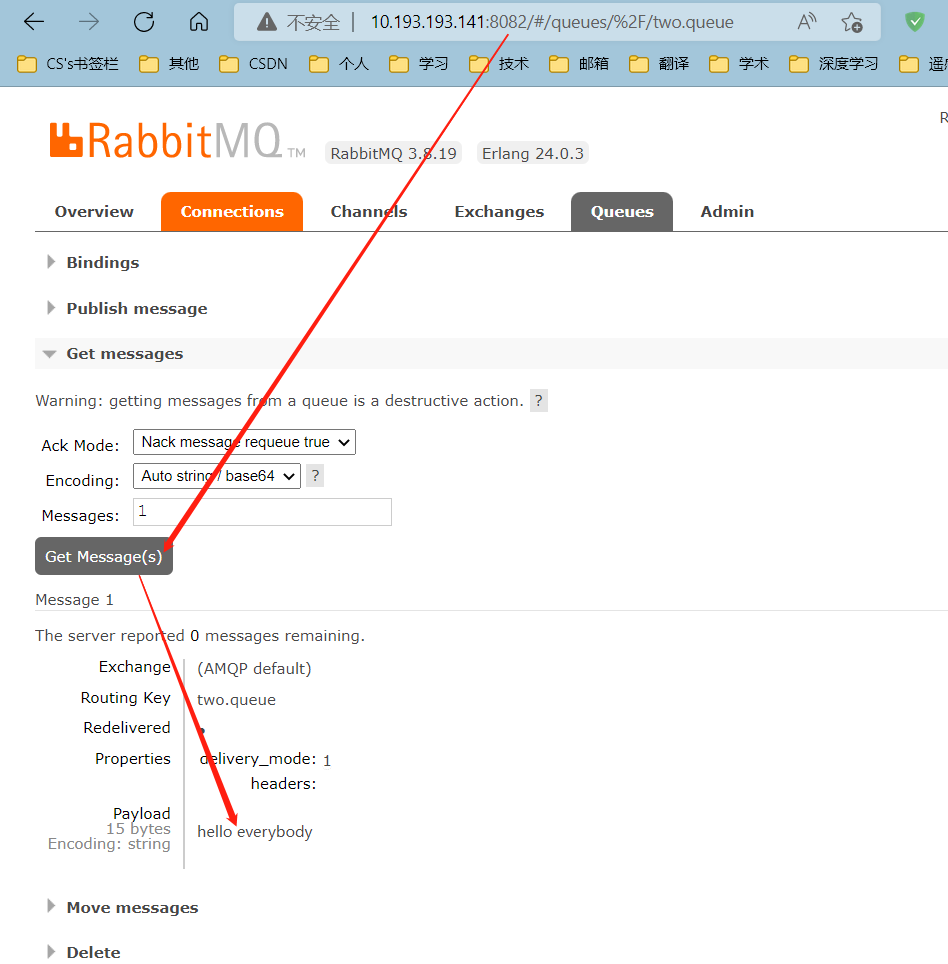 不安全 | 10.193.193.141:8082/#/queues/%2F/two.queue A))
CS's书签栏 其他 CSDN 个人 学习 技术 邮箱 翻译 学术 深度学习
RabbitMQ TM RabbitMQ 3.8.19 Erlang 24.0.3 R
Overview Connections Channels Exchanges Queues Admin
Bindings
Publish message
Get messages
Warning: getting messages from a queue is a destructive action. ?
Ack Mode: Nack message requeue true
Encoding: Auto string / base64 ?
Messages: 1
Get Message(s)
Message 1
The server reported 0 messages remaining.
Exchange (AMQP default)
Routing Key two.queue
Redelivered •
Properties delivery_mode: 1
headers:
Payload
15 bytes
Encoding: string
hello everybody
Move messages
Delete